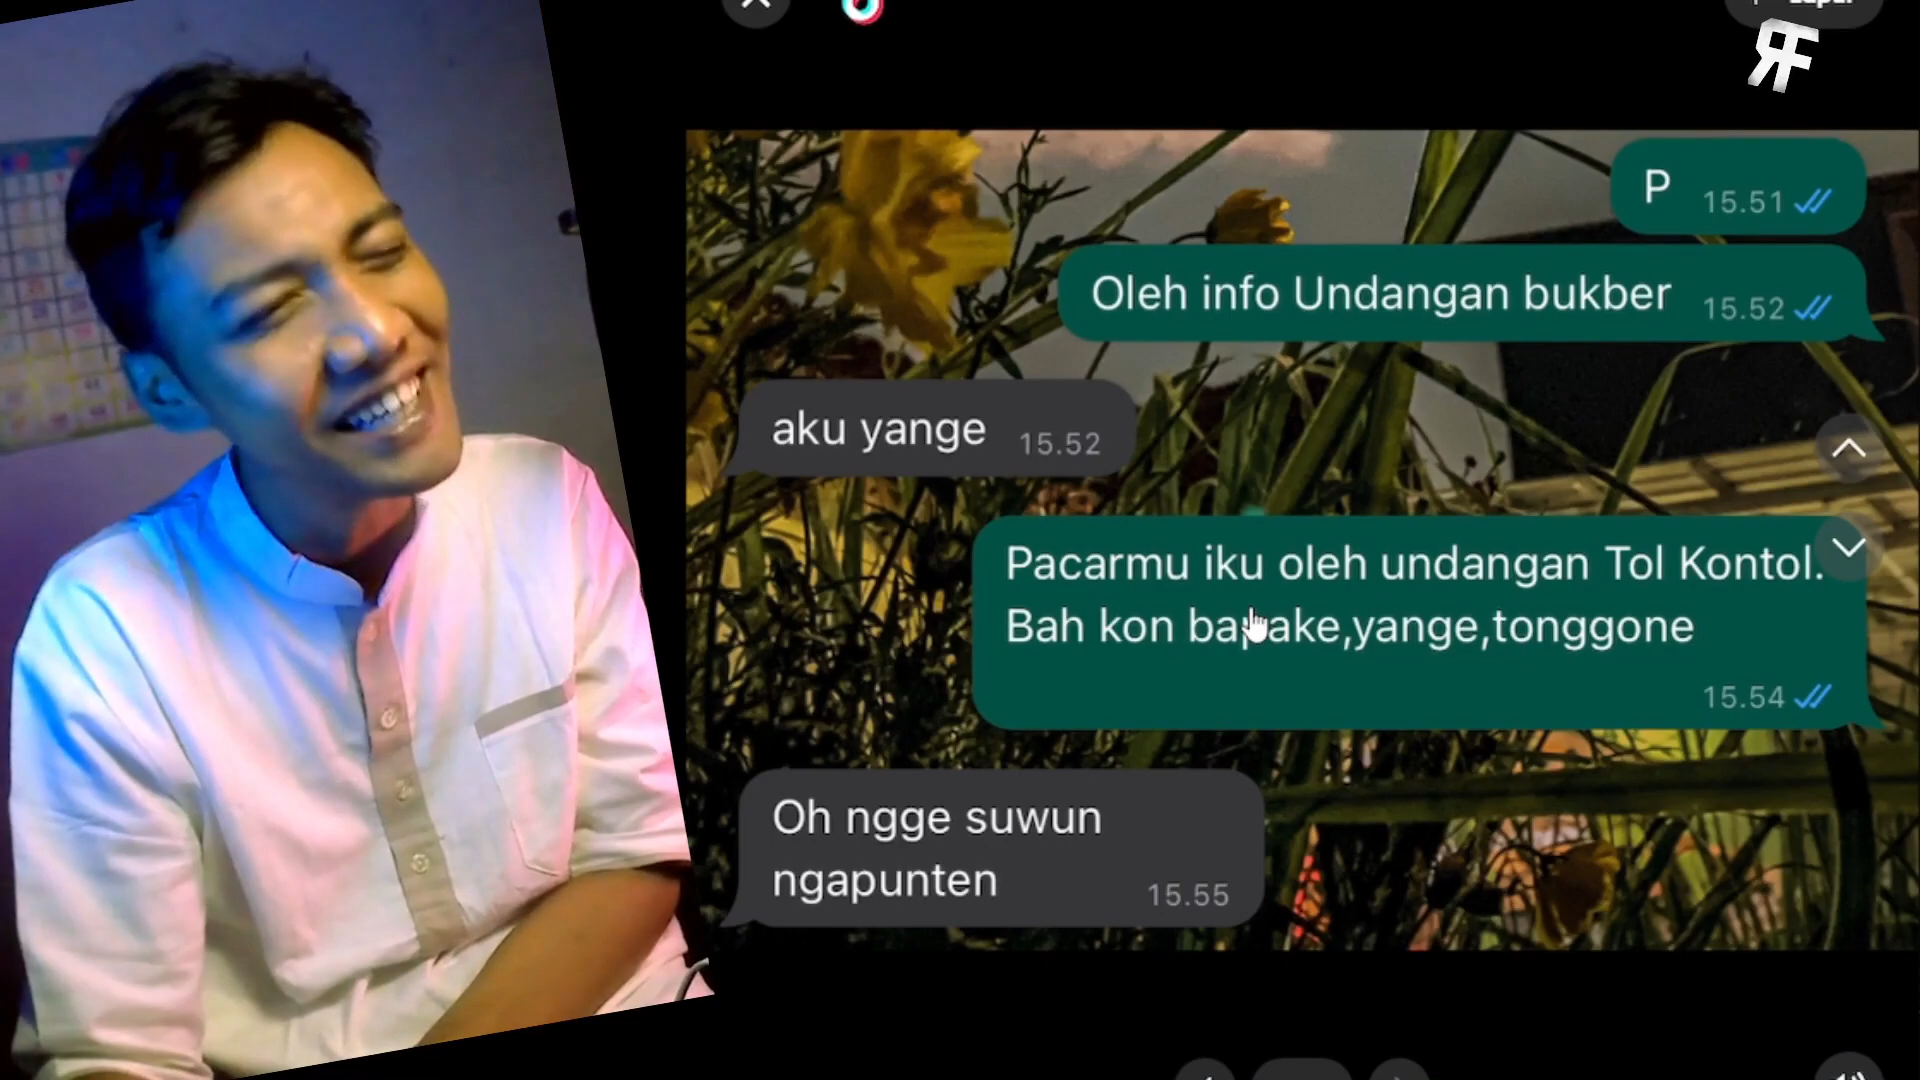 P 15.51
Oleh info Undangan bukber 15.52
aku yange 15.52
Pacarmu iku oleh undangan Tol Kontol.
Bah kon bapake,yange,tonggone
15.54
Oh ngge suwun
ngapunten 15.55